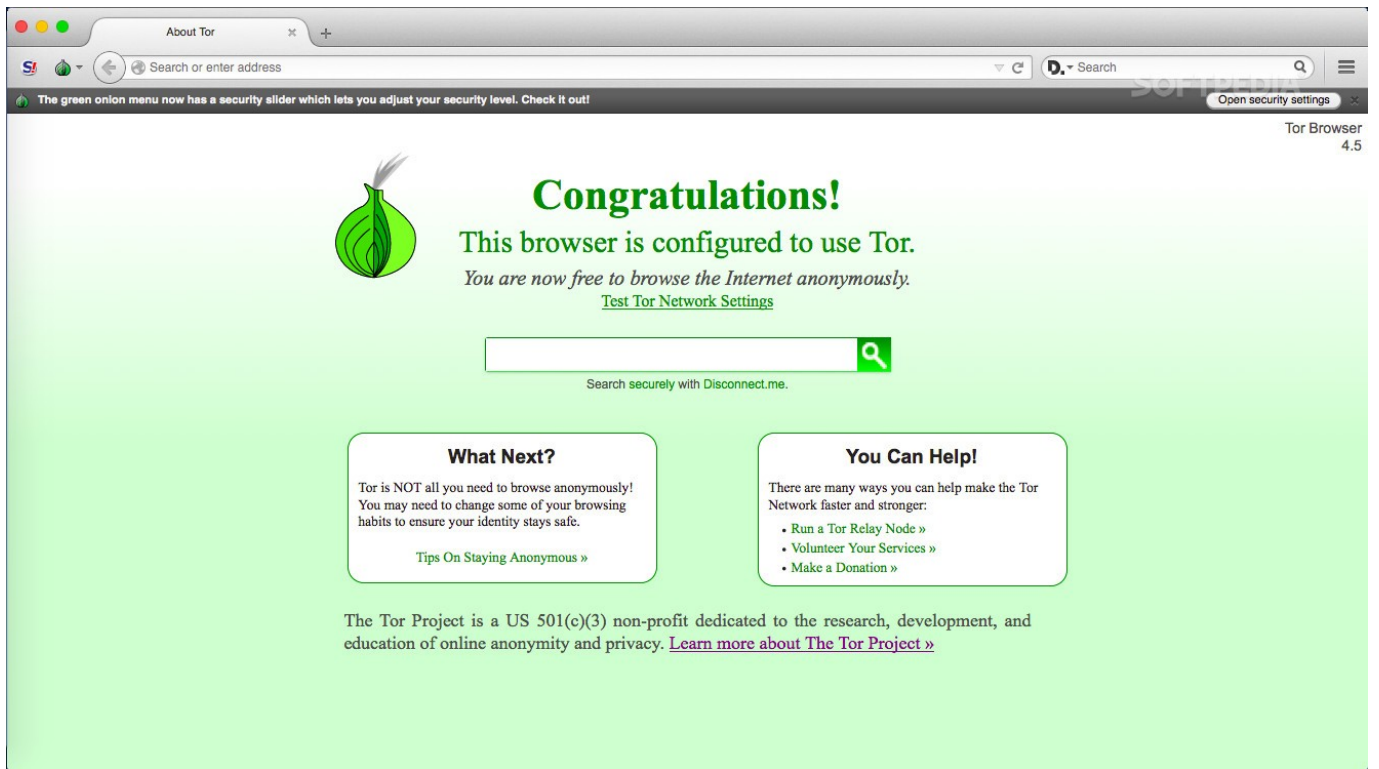 About Tor
S!
Search or enter address
D.
Search
The green onion menu now has a security slider which lets you adjust your security level. Check it out!
SOFTPEDIA
Open security settings
Tor Browser
4.5
Congratulations!
This browser is configured to use Tor.
You are now free to browse the Internet anonymously.
Test Tor Network Settings
Search securely with Disconnect.me.
What Next?
Tor is NOT all you need to browse anonymously!
You may need to change some of your browsing
habits to ensure your identity stays safe.
Tips On Staying Anonymous »
You Can Help!
There are many ways you can help make the Tor
Network faster and stronger:
• Run a Tor Relay Node »
• Volunteer Your Services »
• Make a Donation »
The Tor Project is a US 501(c)(3) non-profit dedicated to the research, development, and
education of online anonymity and privacy. Learn more about The Tor Project »